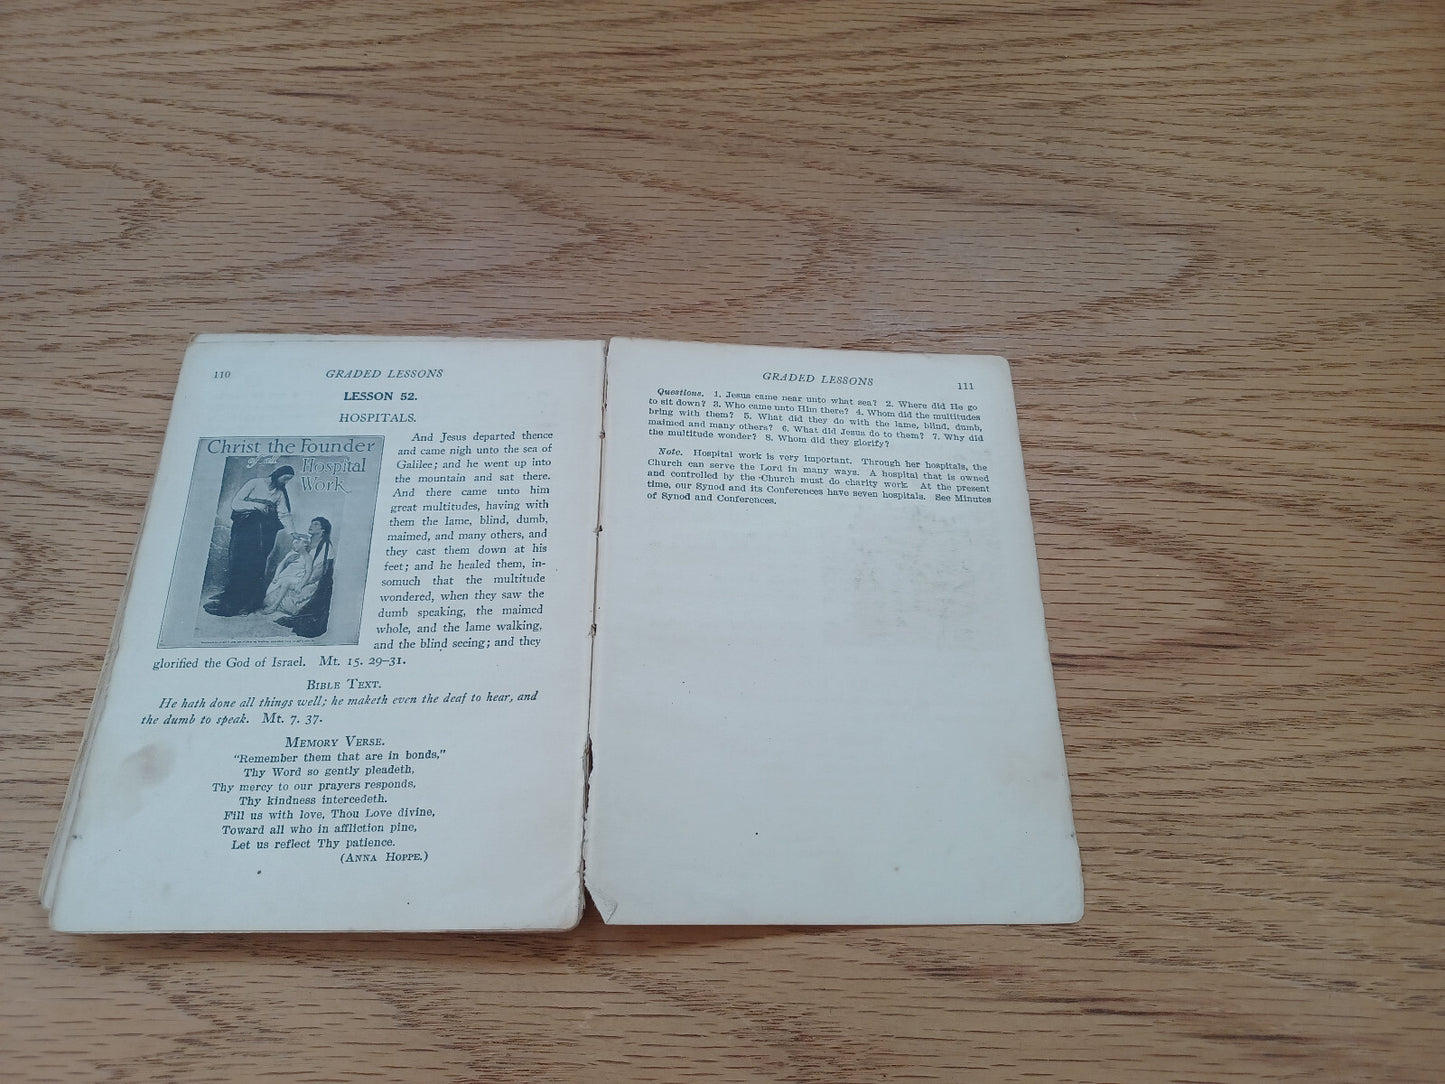 110
GRADED LESSONS
LESSON 52.
HOSPITALS.
Christ the Founder
of all
Hospital
Work
And Jesus departed thence
and came nigh unto the sea of
Galilee; and he went up into
the mountain and sat there.
And there came unto him
great multitudes, having with
them the lame, blind, dumb,
maimed, and many others, and
they cast them down at his
feet; and he healed them, in-
somuch that the multitude
wondered, when they saw the
dumb speaking, the maimed
whole, and the lame walking,
and the blind seeing; and they
glorified the God of Israel. Mt. 15. 29–31.
BIBLE TEXT.
He hath done all things well; he maketh even the deaf to hear, and
the dumb to speak. Mt. 7. 37.
MEMORY VERSE.
"Remember them that are in bonds,"
Thy Word so gently pleadeth,
Thy mercy to our prayers responds,
Thy kindness intercedeth.
Fill us with love, Thou Love divine,
Toward all who in affliction pine,
Let us reflect Thy patience.
(ANNA HOPPE.)
GRADED LESSONS
111
Questions. 1. Jesus came near unto what sea? 2. Where did He go
to sit down? 3. Who came unto Him there? 4. Whom did the multitudes
bring with them? 5. What did they do with the lame, blind, dumb,
maimed and many others? 6. What did Jesus do to them? 7. Why did
the multitude wonder? 8. Whom did they glorify?
Note. Hospital work is very important. Through her hospitals, the
Church can serve the Lord in many ways. A hospital that is owned
and controlled by the Church must do charity work. At the present
time, our Synod and its Conferences have seven hospitals. See Minutes
of Synod and Conferences.